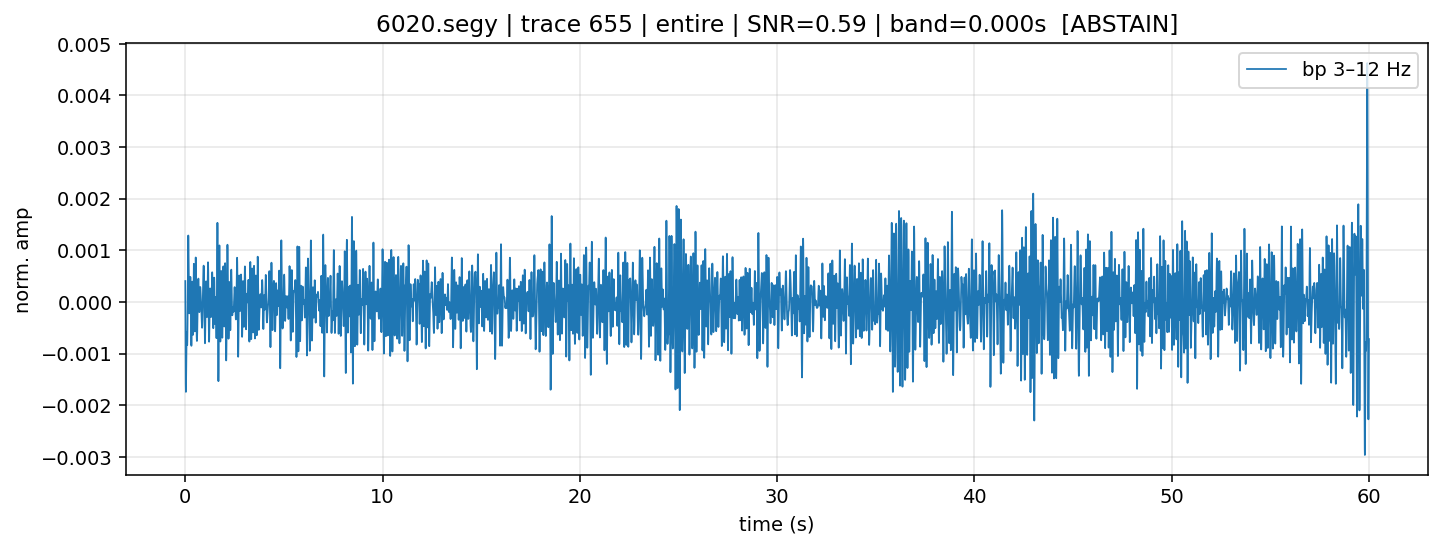 6020.segy | trace 655 | entire | SNR=0.59 | band=0.000s  [ABSTAIN]
bp 3–12 Hz
norm. amp
0.005
0.004
0.003
0.002
0.001
0.000
−0.001
−0.002
−0.003
0 10 20 30 40 50 60
time (s)